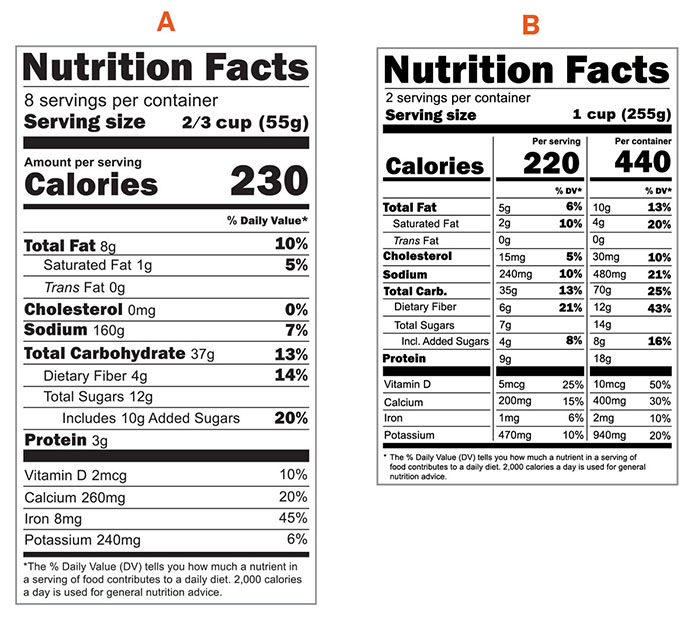 A
Nutrition Facts
8 servings per container
Serving size 2/3 cup (55g)
Amount per serving
Calories 230
% Daily Value*
Total Fat 8g 10%
Saturated Fat 1g 5%
Trans Fat 0g
Cholesterol 0mg 0%
Sodium 160g 7%
Total Carbohydrate 37g 13%
Dietary Fiber 4g 14%
Total Sugars 12g
Includes 10g Added Sugars 20%
Protein 3g
Vitamin D 2mcg 10%
Calcium 260mg 20%
Iron 8mg 45%
Potassium 240mg 6%
*The % Daily Value (DV) tells you how much a nutrient in
a serving of food contributes to a daily diet. 2,000 calories
a day is used for general nutrition advice.
B
Nutrition Facts
2 servings per container
Serving size 1 cup (255g)
Per serving Per container
Calories 220 440
% DV* % DV*
Total Fat 5g 6% 10g 13%
Saturated Fat 2g 10% 4g 20%
Trans Fat 0g 0g
Cholesterol 15mg 5% 30mg 10%
Sodium 240mg 10% 480mg 21%
Total Carb. 35g 13% 70g 25%
Dietary Fiber 6g 21% 12g 43%
Total Sugars 7g 14g
Incl. Added Sugars 4g 8% 8g 16%
Protein 9g 18g
Vitamin D 5mcg 25% 10mcg 50%
Calcium 200mg 15% 400mg 30%
Iron 1mg 6% 2mg 10%
Potassium 470mg 10% 940mg 20%
* The % Daily Value (DV) tells you how much a nutrient in a serving of
food contributes to a daily diet. 2,000 calories a day is used for general
nutrition advice.